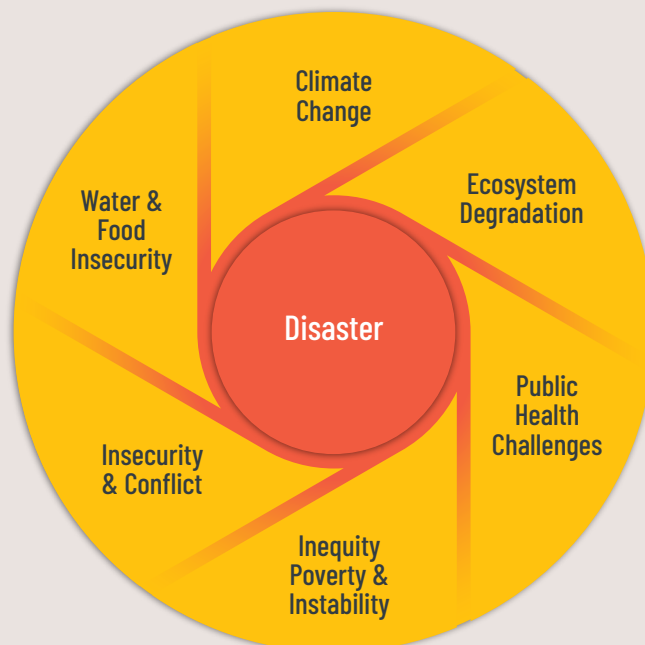 Climate
Change
Ecosystem
Degradation
Water &
Food
Insecurity
Disaster
Public
Health
Challenges
Insecurity
& Conflict
Inequity
Poverty &
Instability